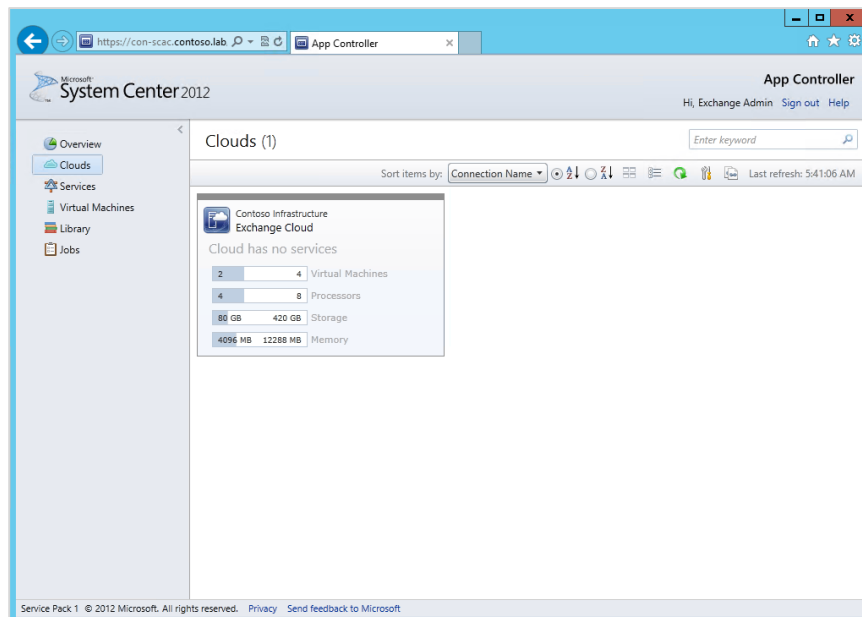 https://con-scac.contoso.lab
App Controller
Microsoft
System Center 2012
App Controller
Hi, Exchange Admin Sign out Help
Overview
Clouds
Services
Virtual Machines
Library
Jobs
Clouds (1)
Enter keyword
Sort items by: Connection Name Last refresh: 5:41:06 AM
Contoso Infrastructure
Exchange Cloud
Cloud has no services
2 4 Virtual Machines
4 8 Processors
80 GB 420 GB Storage
4096 MB 12288 MB Memory
Service Pack 1 © 2012 Microsoft. All rights reserved. Privacy Send feedback to Microsoft